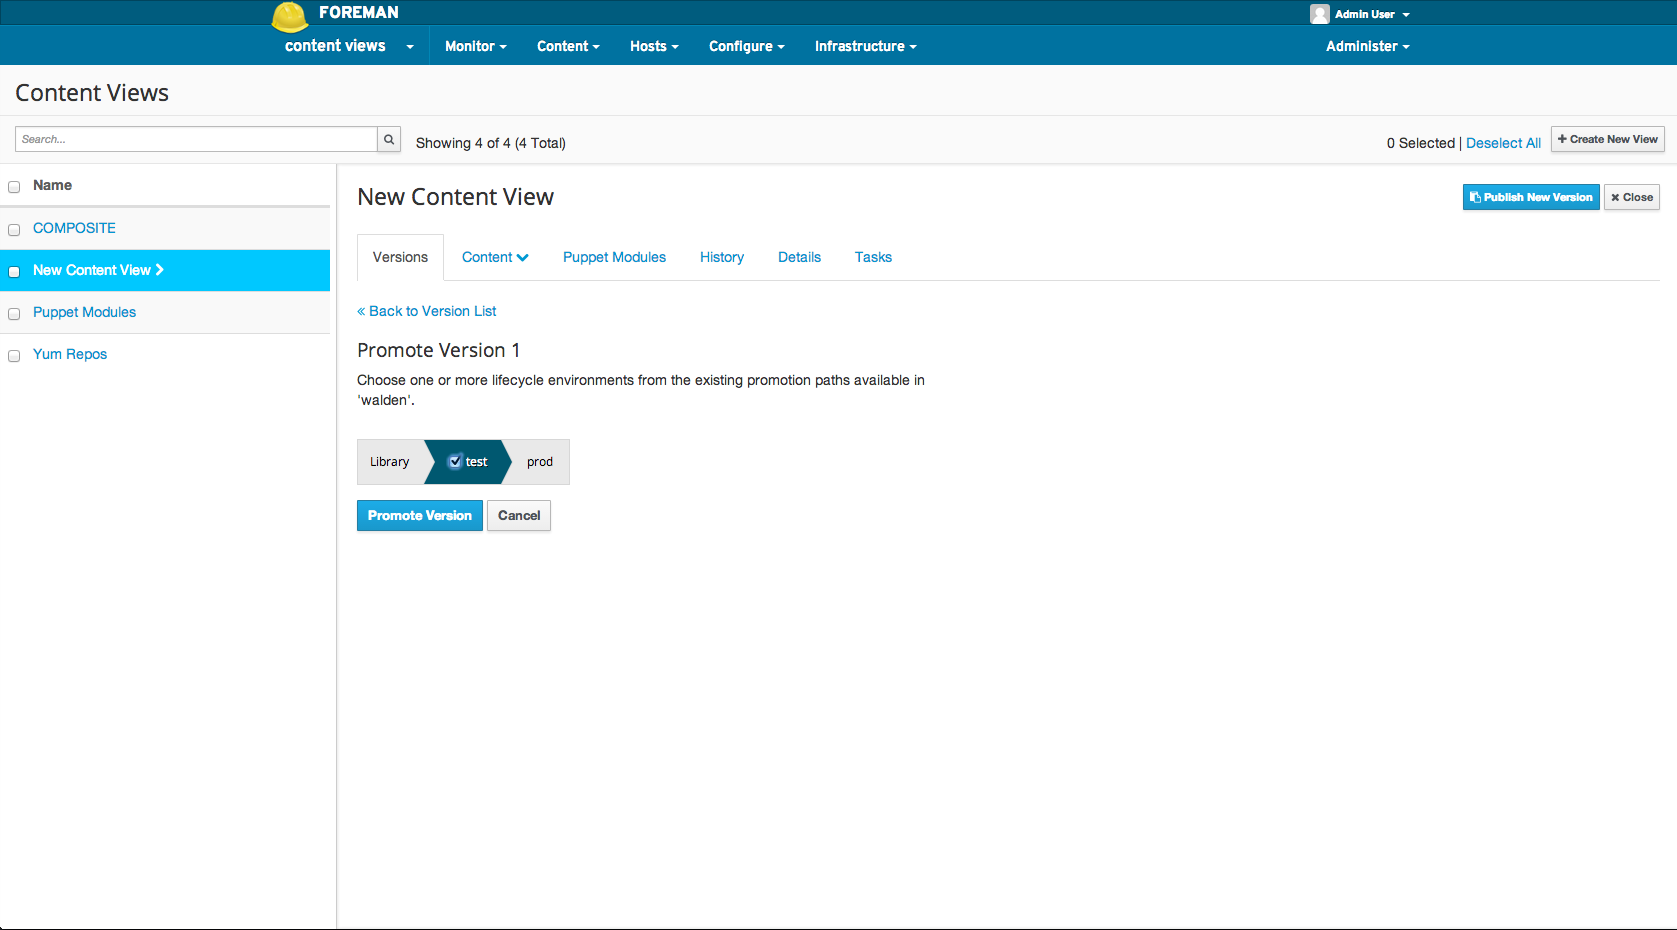 FOREMAN
Admin User
content views
Monitor
Content
Hosts
Configure
Infrastructure
Administer
Content Views
Search...
Showing 4 of 4 (4 Total)
0 Selected | Deselect All
+ Create New View
Name
COMPOSITE
New Content View
Puppet Modules
Yum Repos
New Content View
Publish New Version
Close
Versions
Content
Puppet Modules
History
Details
Tasks
« Back to Version List
Promote Version 1
Choose one or more lifecycle environments from the existing promotion paths available in
'walden'.
Library
test
prod
Promote Version
Cancel